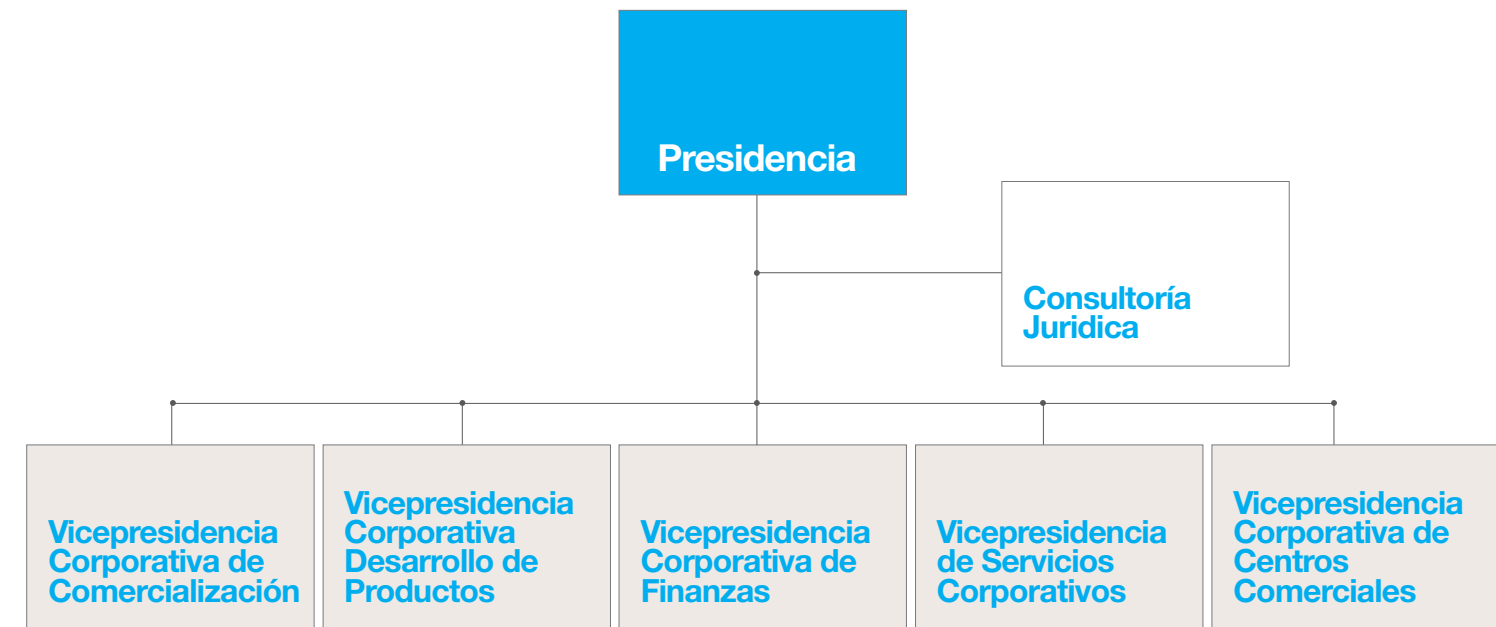 Presidencia
Consultoría
Juridica
Vicepresidencia
Corporativa de
Comercialización
Vicepresidencia
Corporativa
Desarrollo de
Productos
Vicepresidencia
Corporativa de
Finanzas
Vicepresidencia
de Servicios
Corporativos
Vicepresidencia
Corporativa de
Centros
Comerciales